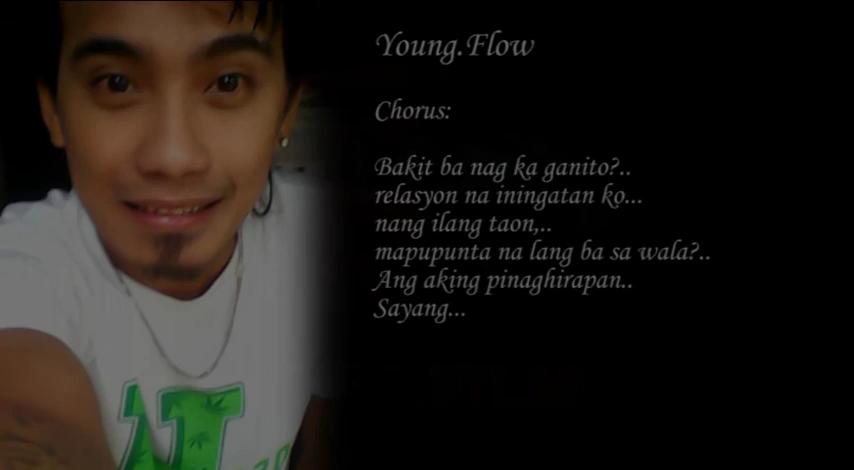 Young.Flow
Chorus:
Bakit ba nag ka ganito?..
relasyon na iningatan ko...
nang ilang taon,..
mapupunta na lang ba sa wala?..
Ang aking pinaghirapan..
Sayang...